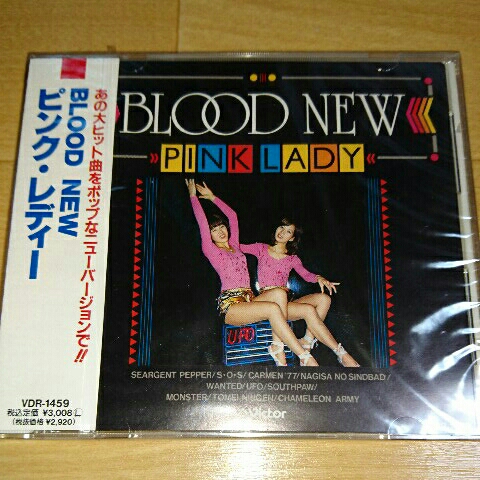 あの大ヒット曲をポップなニューバージョンで!!
BLOOD NEW
ピンク・レディー
VDR-1459
税込定価 ¥3,008
(税抜価格 ¥2,920)
BLOOD NEW
PINK LADY
UFO
SEARGENT PEPPER/S・O・S/CARMEN '77/NAGISA NO SINDBAD/
WANTED/UFO/SOUTHPAW/
MONSTER/TOMEI NINGEN/CHAMELEON ARMY
Victor